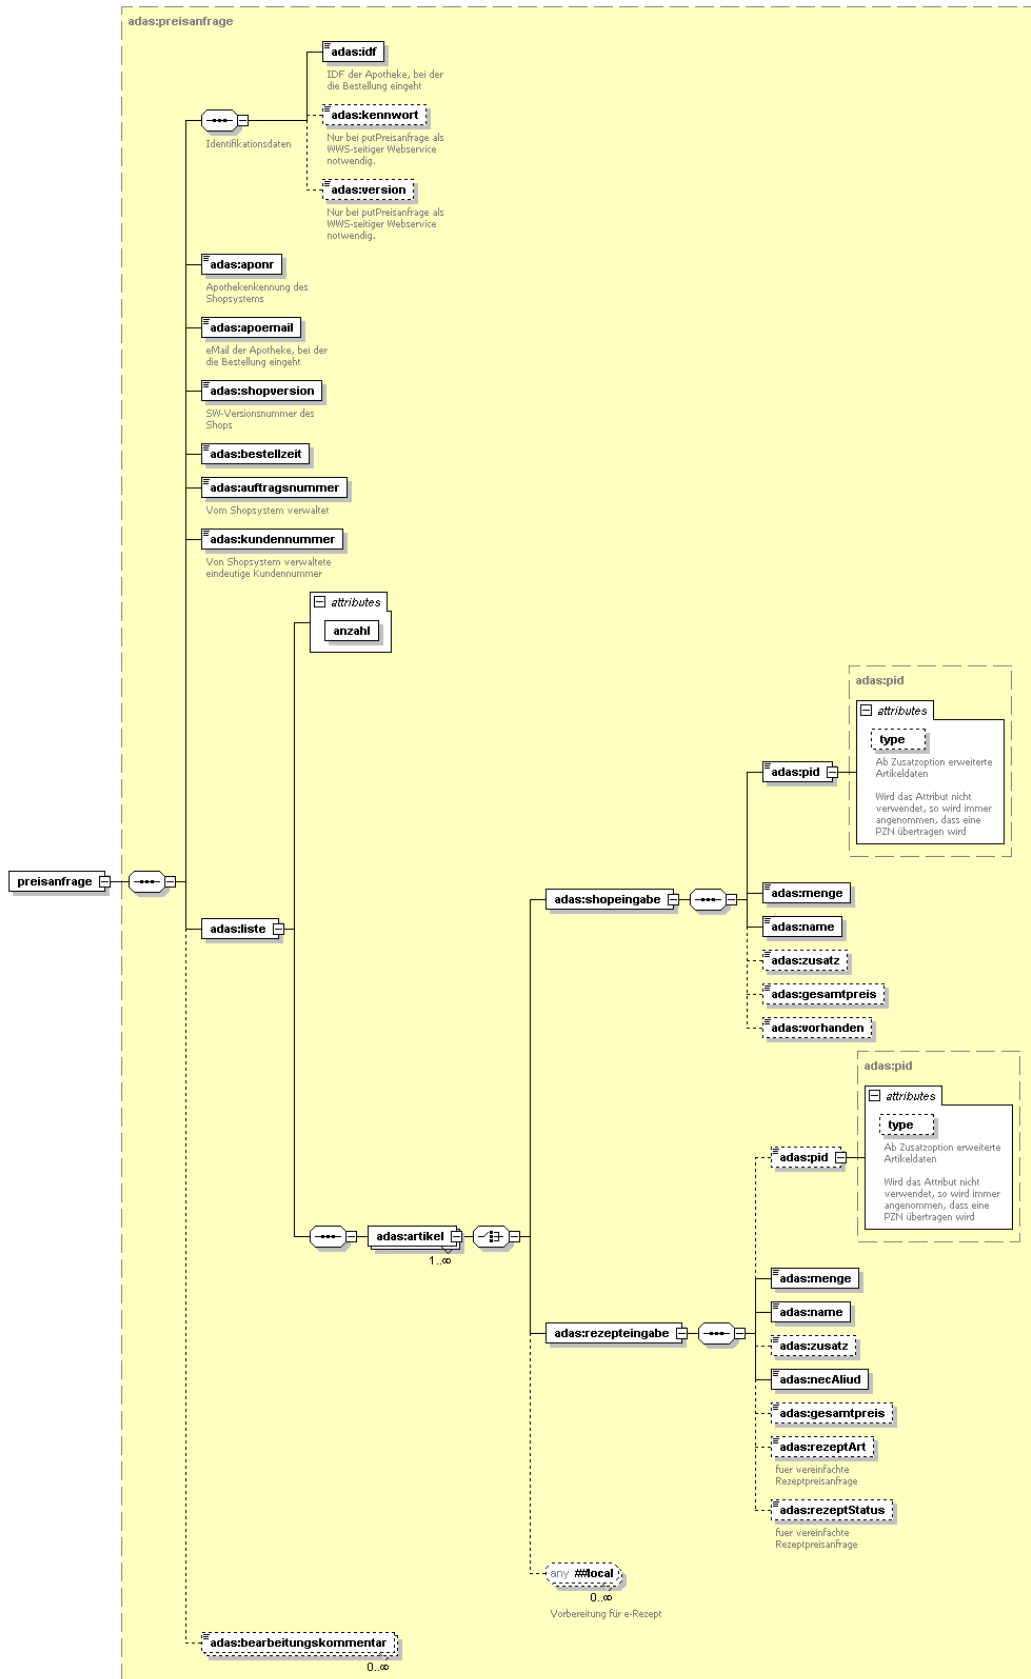 adas:preisanfrage
adas:idf
IDF der Apotheke, bei der
die Bestellung eingeht
adas:kennwort
Nur bei putPreisanfrage als
WWS-seitiger Webservice
notwendig.
Identifikationsdaten
adas:version
Nur bei putPreisanfrage als
WWS-seitiger Webservice
notwendig.
adas:aponr
Apothekenkennung des
Shopsystems
adas:apoemail
eMail der Apotheke, bei der
die Bestellung eingeht
adas:shopversion
SW-Versionsnummer des
Shops
adas:bestellzeit
adas:auftragsnummer
Vom Shopsystem verwaltet
adas:kundennummer
Von Shopsystem verwaltete
eindeutige Kundennummer
attributes
anzahl
adas:pid
attributes
type
Ab Zusatzoption erweiterte
Artikeldaten
Wird das Attribut nicht
verwendet, so wird immer
angenommen, dass eine
PZN übertragen wird
adas:pid
preisanfrage
adas:liste
adas:shopeingabe
adas:menge
adas:name
adas:zusatz
adas:gesamtpreis
adas:vorhanden
adas:pid
attributes
type
Ab Zusatzoption erweiterte
Artikeldaten
Wird das Attribut nicht
verwendet, so wird immer
angenommen, dass eine
PZN übertragen wird
adas:pid
adas:artikel
1..∞
adas:rezepteingabe
adas:menge
adas:name
adas:zusatz
adas:necAliud
adas:gesamtpreis
adas:rezeptArt
fuer vereinfachte
Rezeptpreisanfrage
adas:rezeptStatus
fuer vereinfachte
Rezeptpreisanfrage
any ##local
0..∞
Vorbereitung für e-Rezept
adas:bearbeitungskommentar
0..∞